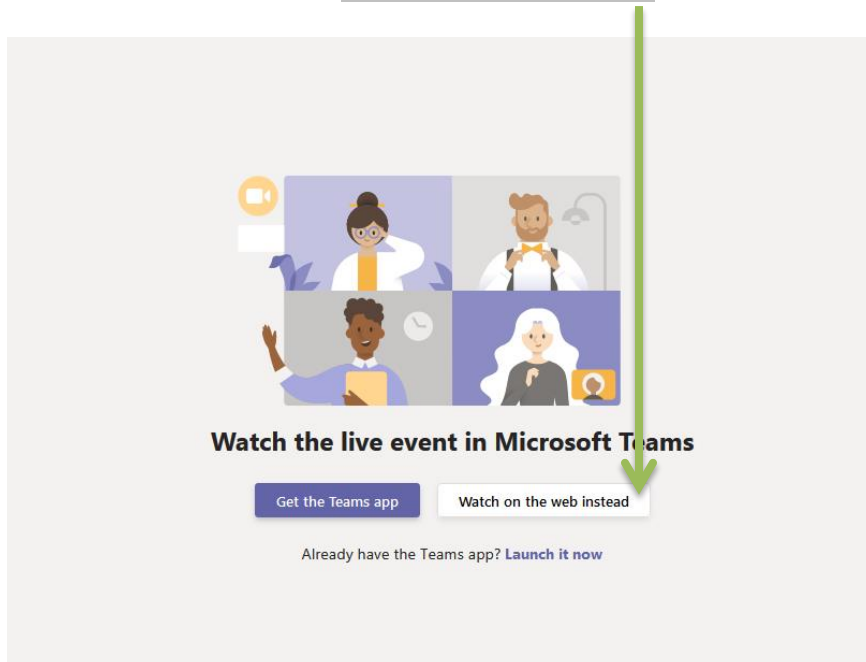 Watch the live event in Microsoft Teams
Get the Teams app
Watch on the web instead
Already have the Teams app? Launch it now